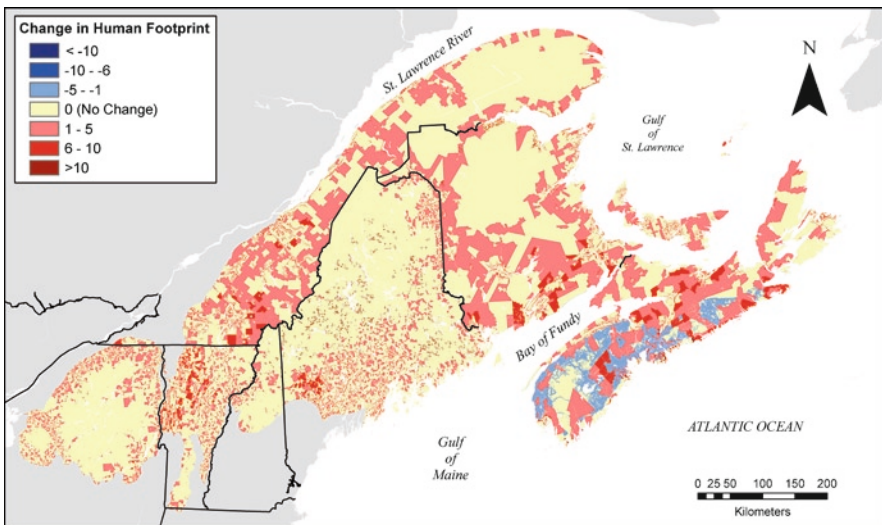 Change in Human Footprint
< -10
-10 - -6
-5 - -1
0 (No Change)
1 - 5
6 - 10
>10
St. Lawrence River
N
Gulf
of
St. Lawrence
Bay of Fundy
Gulf
of
Maine
ATLANTIC OCEAN
0 25 50 100 150 200
Kilometers